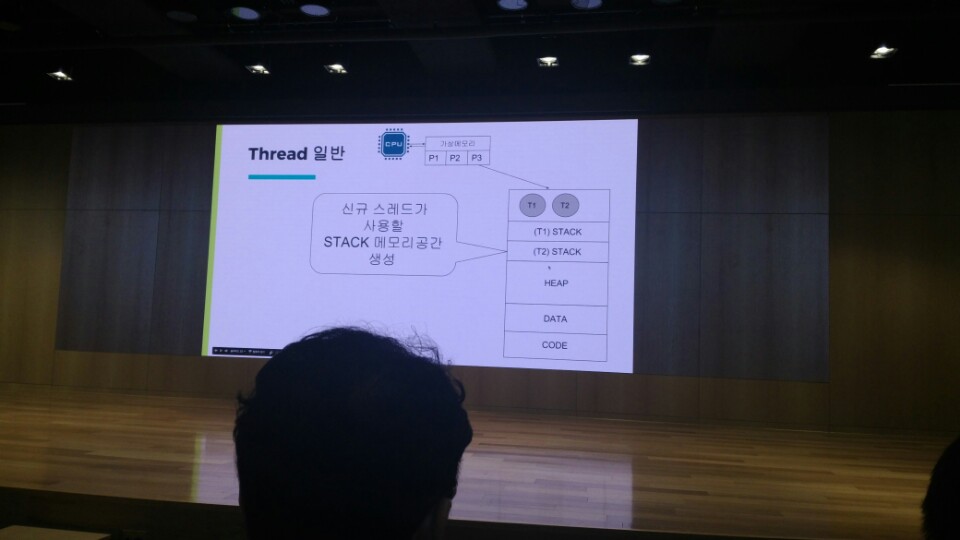 Thread 일반
CPU
가상메모리
P1 P2 P3
신규 스레드가
사용할
STACK 메모리공간
생성
T1 T2
(T1) STACK
(T2) STACK
HEAP
DATA
CODE